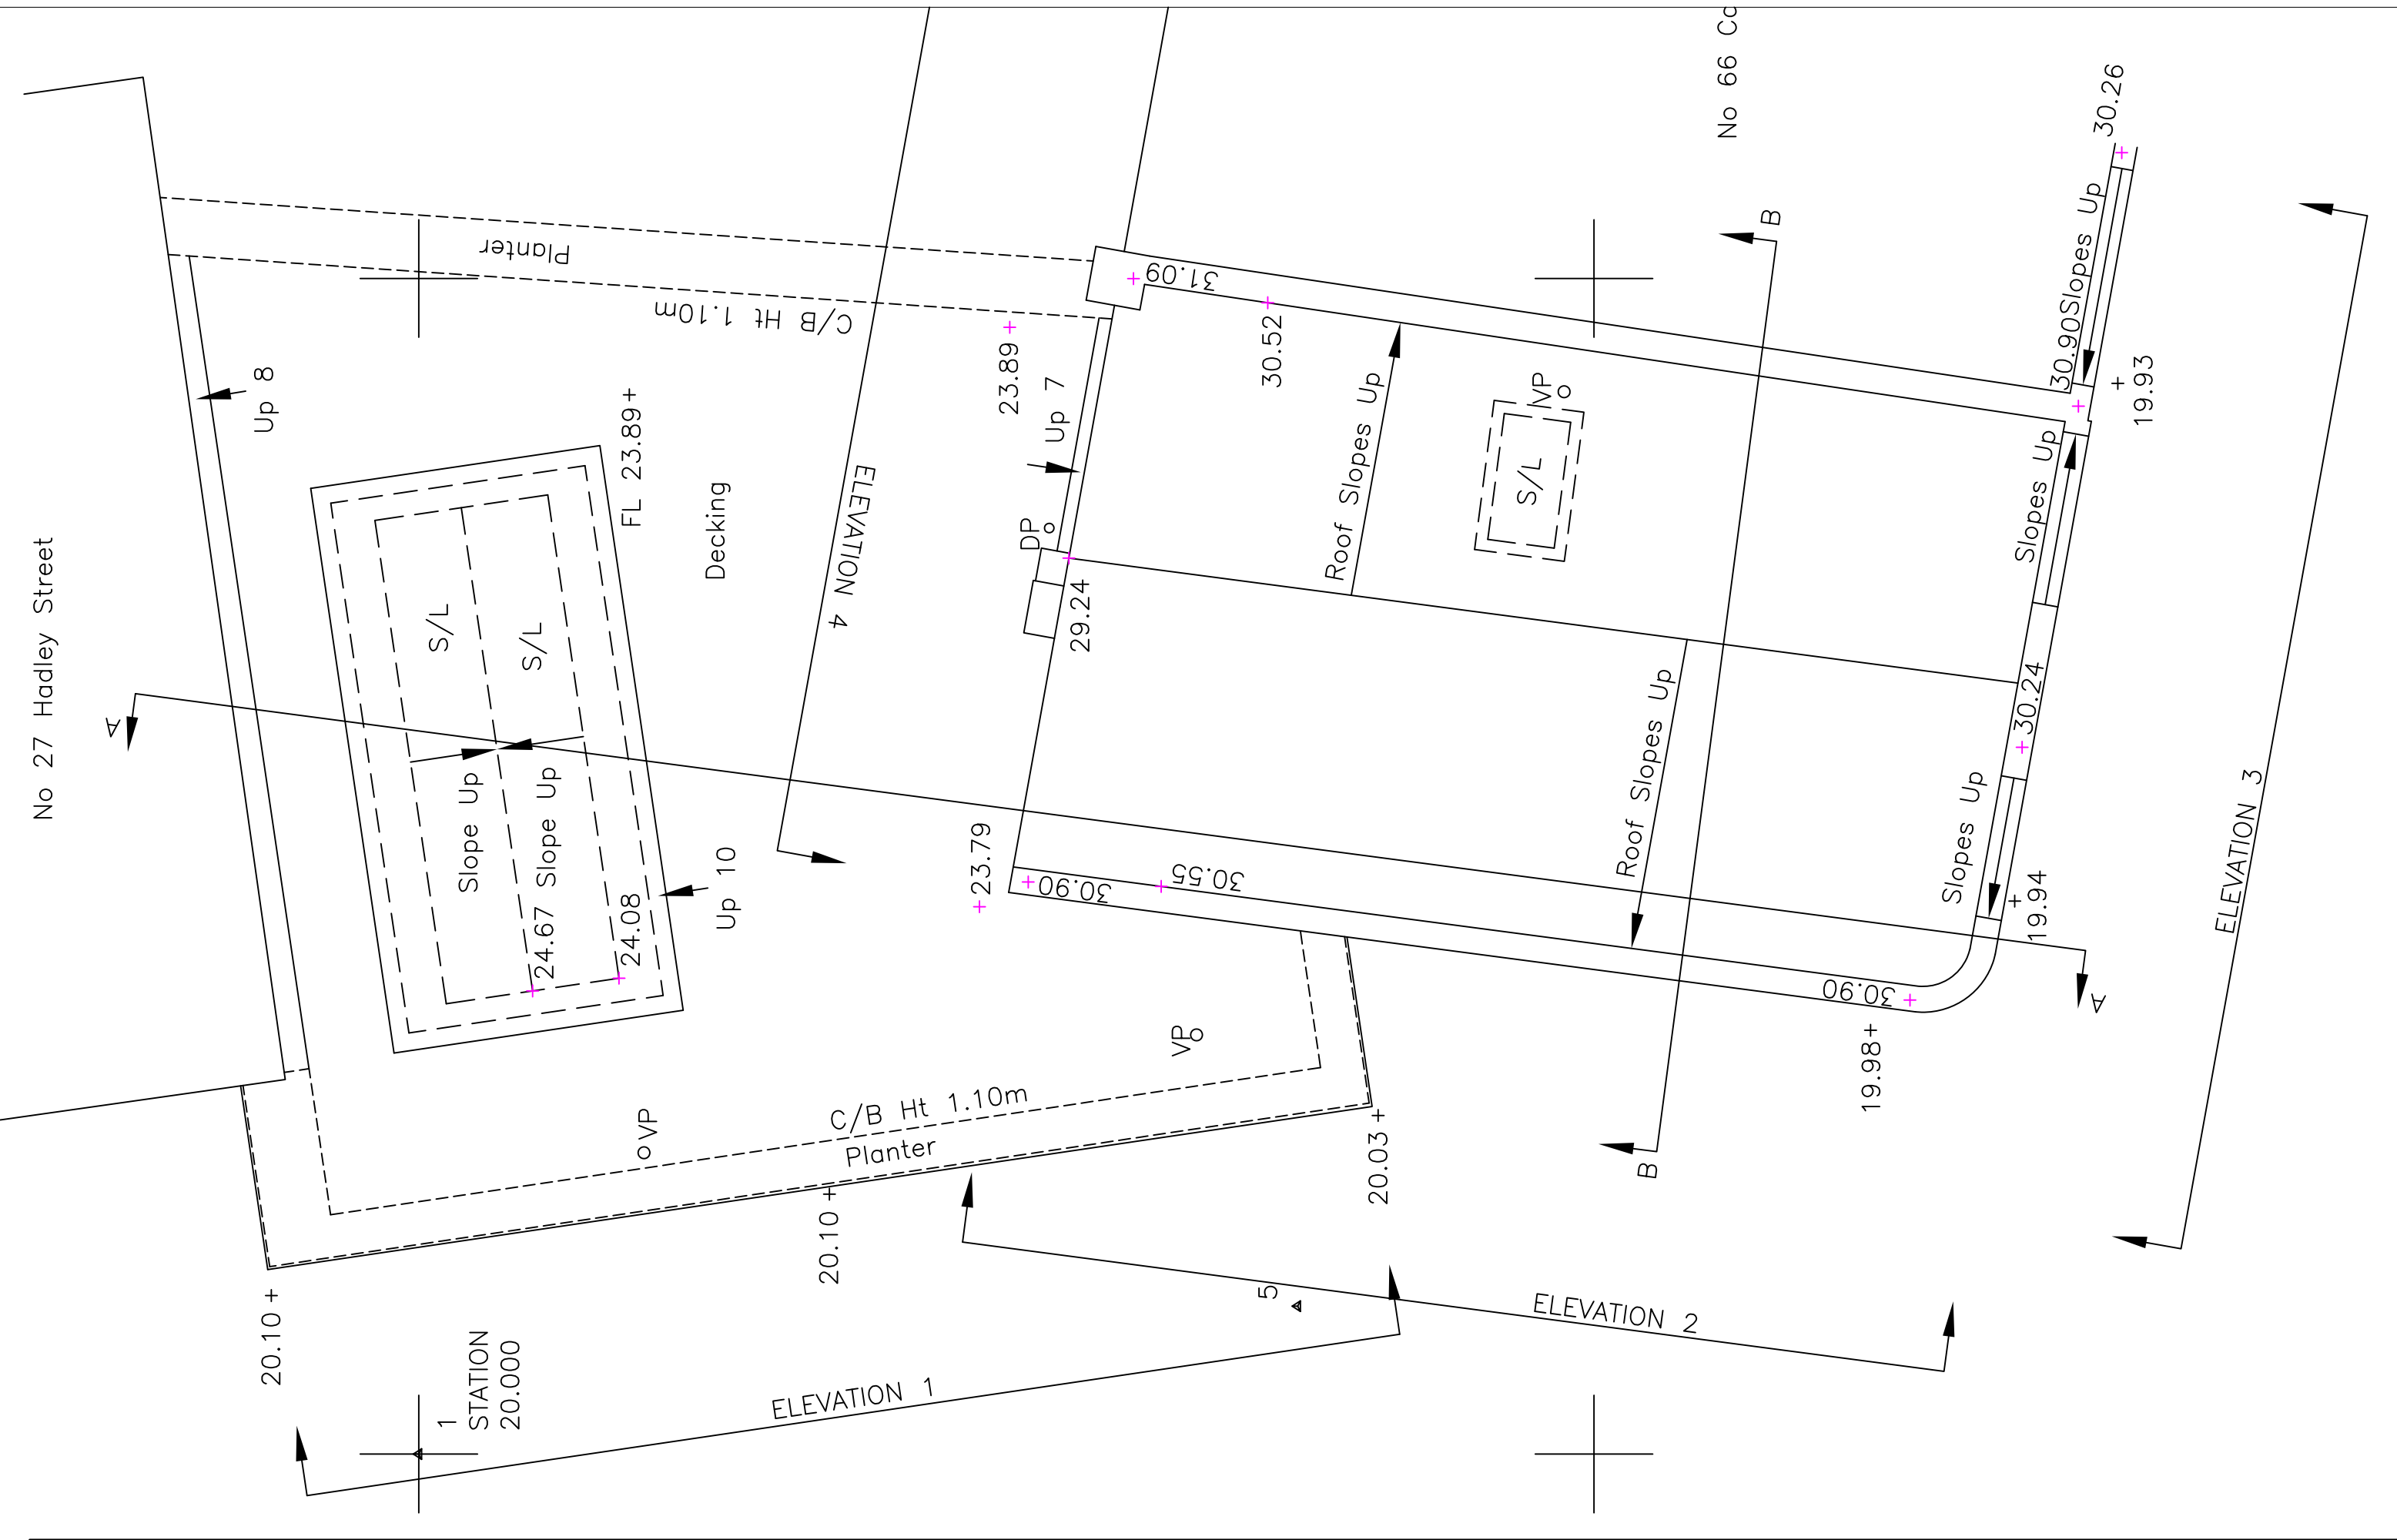 No 66 Co
30.26
Slopes Up
B
Planter
31.09
C/B Ht 1.10m
Slopes Up
30.90
23.89
30.52
19.93
Up 8
Up 7
VP
Roof Slopes Up
FL 23.89
Slopes Up
S/L
Decking
ELEVATION 4
DP
No 27 Hadley Street
S/L
S/L
29.24
30.24
A
Roof Slopes Up
Slope Up
Slope Up
Slopes Up
ELEVATION 3
23.79
30.90
30.55
Up 10
24.67
24.08
19.94
30.90
A
VP
19.98
C/B Ht 1.10m
VP
Planter
20.03
B
20.10
20.10
5
ELEVATION 2
1
STATION
20.000
ELEVATION 1